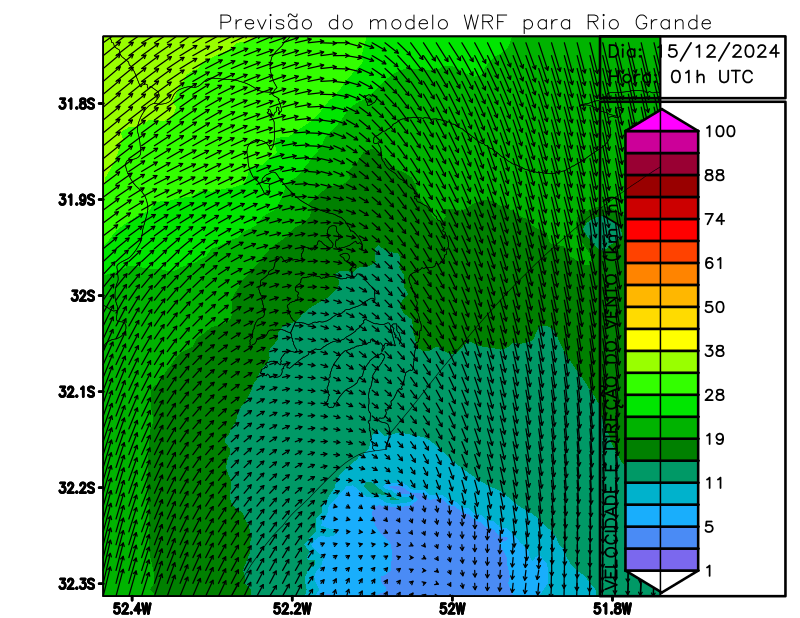 Previsão do modelo WRF para Rio Grande
Dia: 15/12/2024
Hora: 01h UTC
31.8S
31.9S
32S
32.1S
32.2S
32.3S
52.4W
52.2W
52W
51.8W
VELOCIDADE E DIREÇÃO DO VENTO (km/h)
100
88
74
61
50
38
28
19
11
5
1